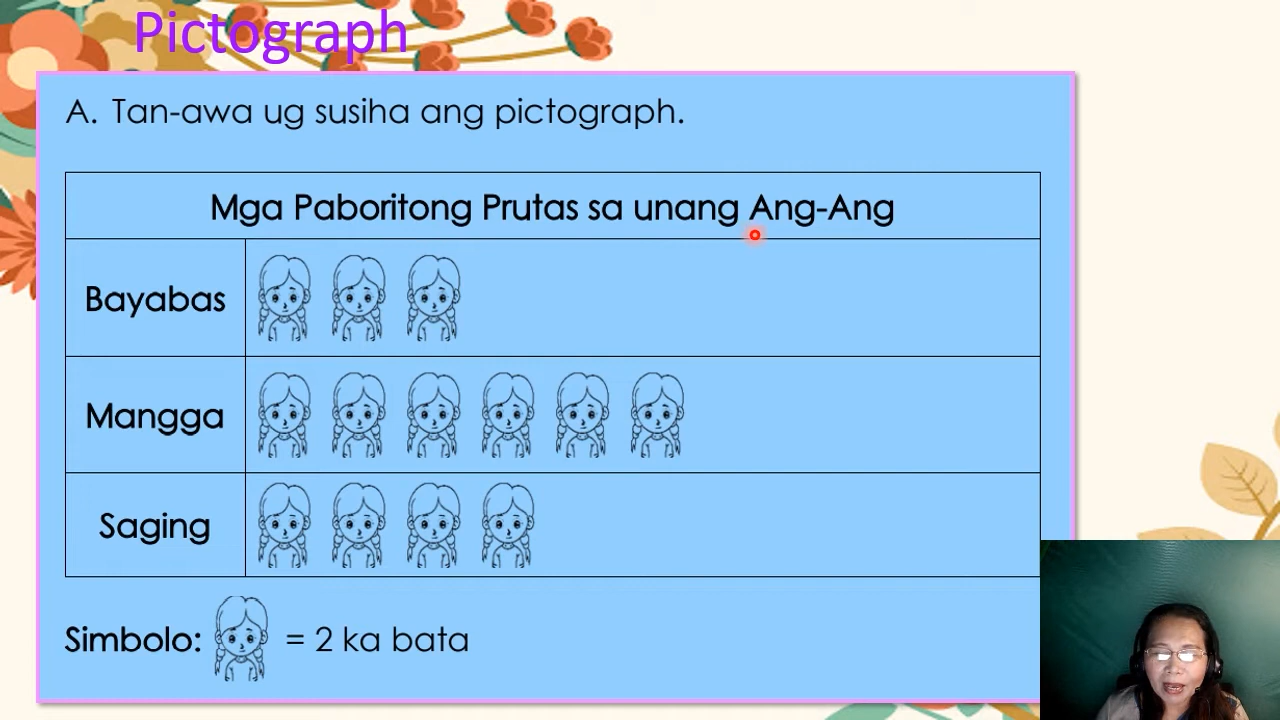 Pictograph
A. Tan-awa ug susiha ang pictograph.
Mga Paboritong Prutas sa unang Ang-Ang
Bayabas
Mangga
Saging
Simbolo: = 2 ka bata